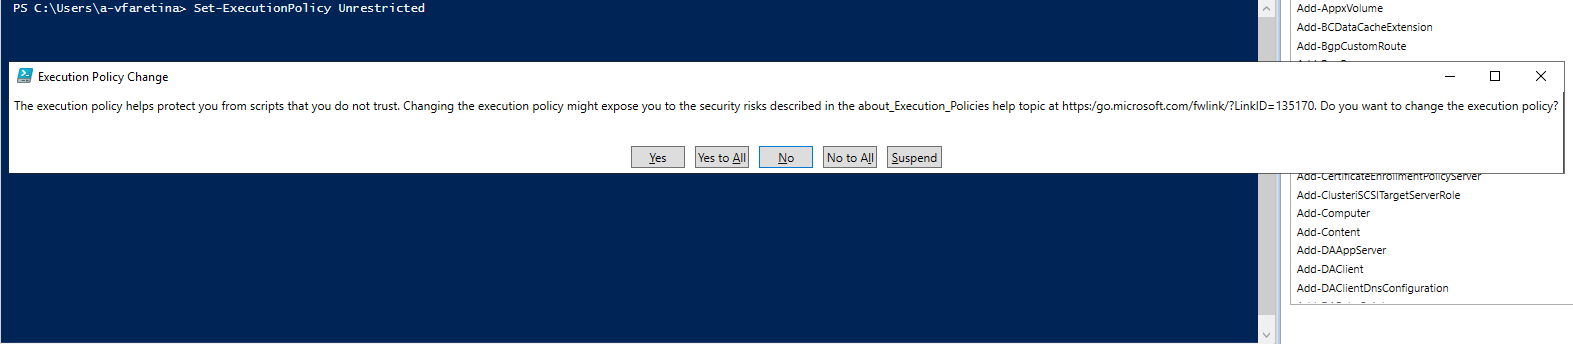 PS C:\Users\a-vfaretina> Set-ExecutionPolicy Unrestricted
Add-AppxVolume
Add-BCDataCacheExtension
Add-BgpCustomRoute
Execution Policy Change
The execution policy helps protect you from scripts that you do not trust. Changing the execution policy might expose you to the security risks described in the about_Execution_Policies help topic at https:/go.microsoft.com/fwlink/?LinkID=135170. Do you want to change the execution policy?
Yes Yes to All No No to All Suspend
Add-CertificateEnrollmentPolicyServer
Add-ClusteriSCSITargetServerRole
Add-Computer
Add-Content
Add-DAAppServer
Add-DAClient
Add-DAClientDnsConfiguration